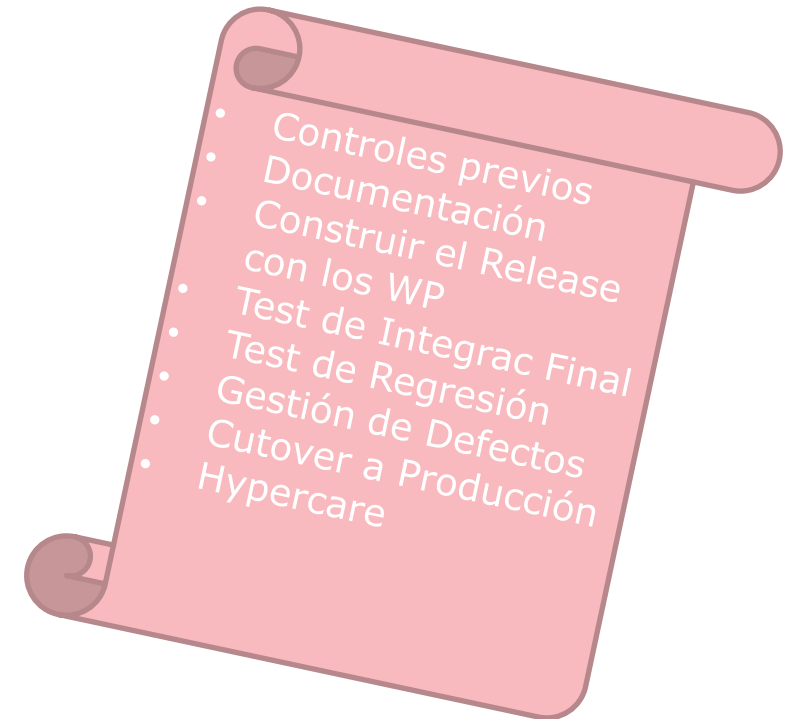 • Controles previos
• Documentación
• Construir el Release
con los WP
• Test de Integrac Final
• Test de Regresión
• Gestión de Defectos
• Cutover a Producción
• Hypercare